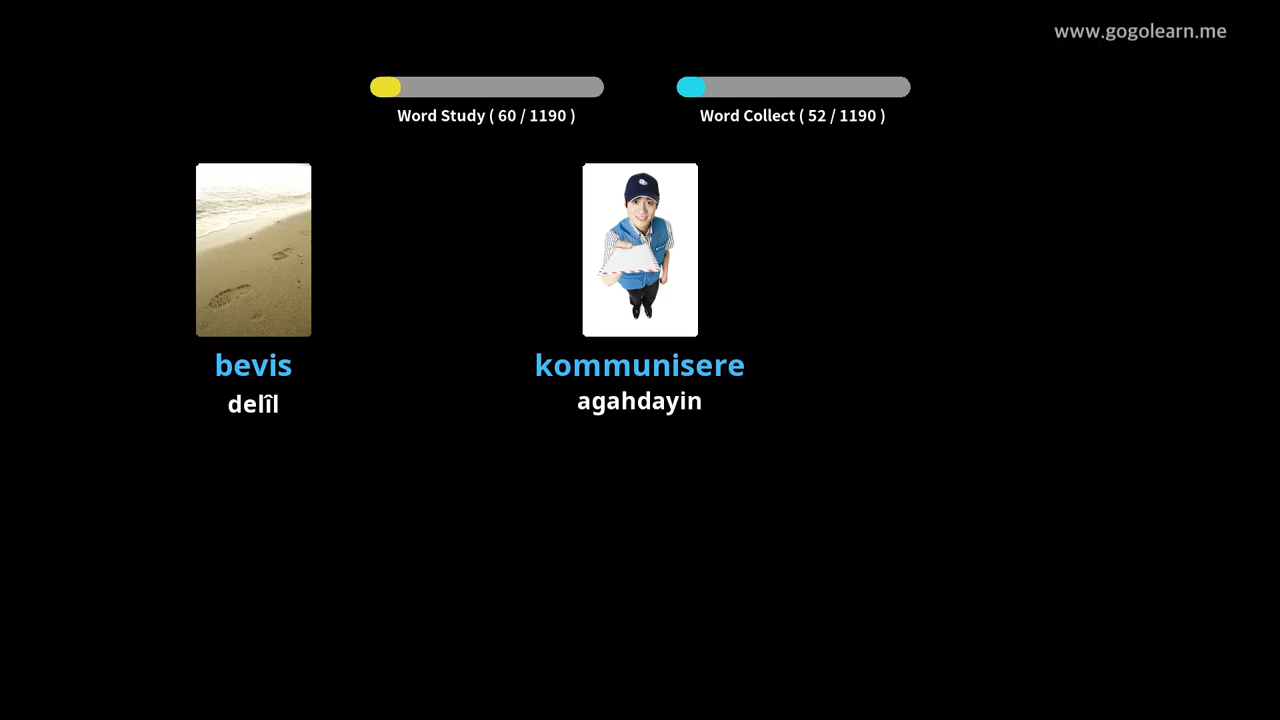 www.gogolearn.me
Word Study ( 60 / 1190 )
Word Collect ( 52 / 1190 )
bevis
delîl
kommunisere
agahdayin